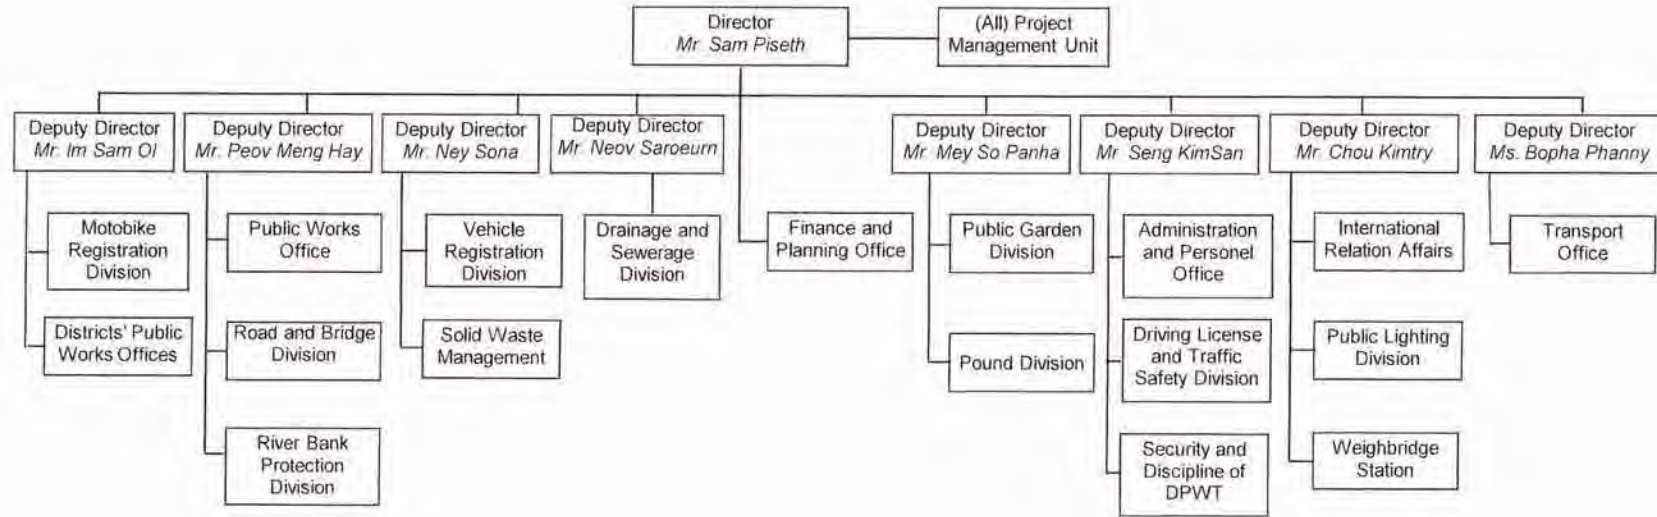 Director
Mr. Sam Piseth
(All) Project
Management Unit
Deputy Director
Mr. Im Sam Ol
Deputy Director
Mr. Peov Meng Hay
Deputy Director
Mr. Ney Sona
Deputy Director
Mr. Neov Saroeurn
Deputy Director
Mr. Mey So Panha
Deputy Director
Mr Seng KimSan
Deputy Director
Mr. Chou Kimtry
Deputy Director
Ms. Bopha Phanny
Motobike
Registration
Division
Districts' Public
Works Offices
Public Works
Office
Road and Bridge
Division
River Bank
Protection
Division
Vehicle
Registration
Division
Solid Waste
Management
Drainage and
Sewerage
Division
Finance and
Planning Office
Public Garden
Division
Pound Division
Administration
and Personel
Office
Driving License
and Traffic
Safety Division
Security and
Discipline of
DPWT
International
Relation Affairs
Public Lighting
Division
Weighbridge
Station
Transport
Office